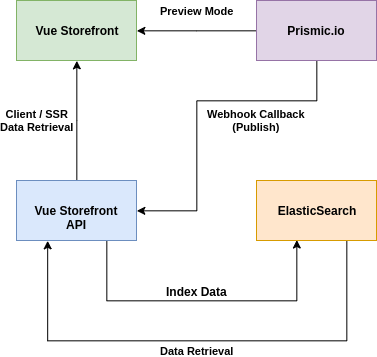 Preview Mode
Vue Storefront
Prismic.io
Client / SSR
Data Retrieval
Webhook Callback
(Publish)
Vue Storefront
API
ElasticSearch
Index Data
Data Retrieval